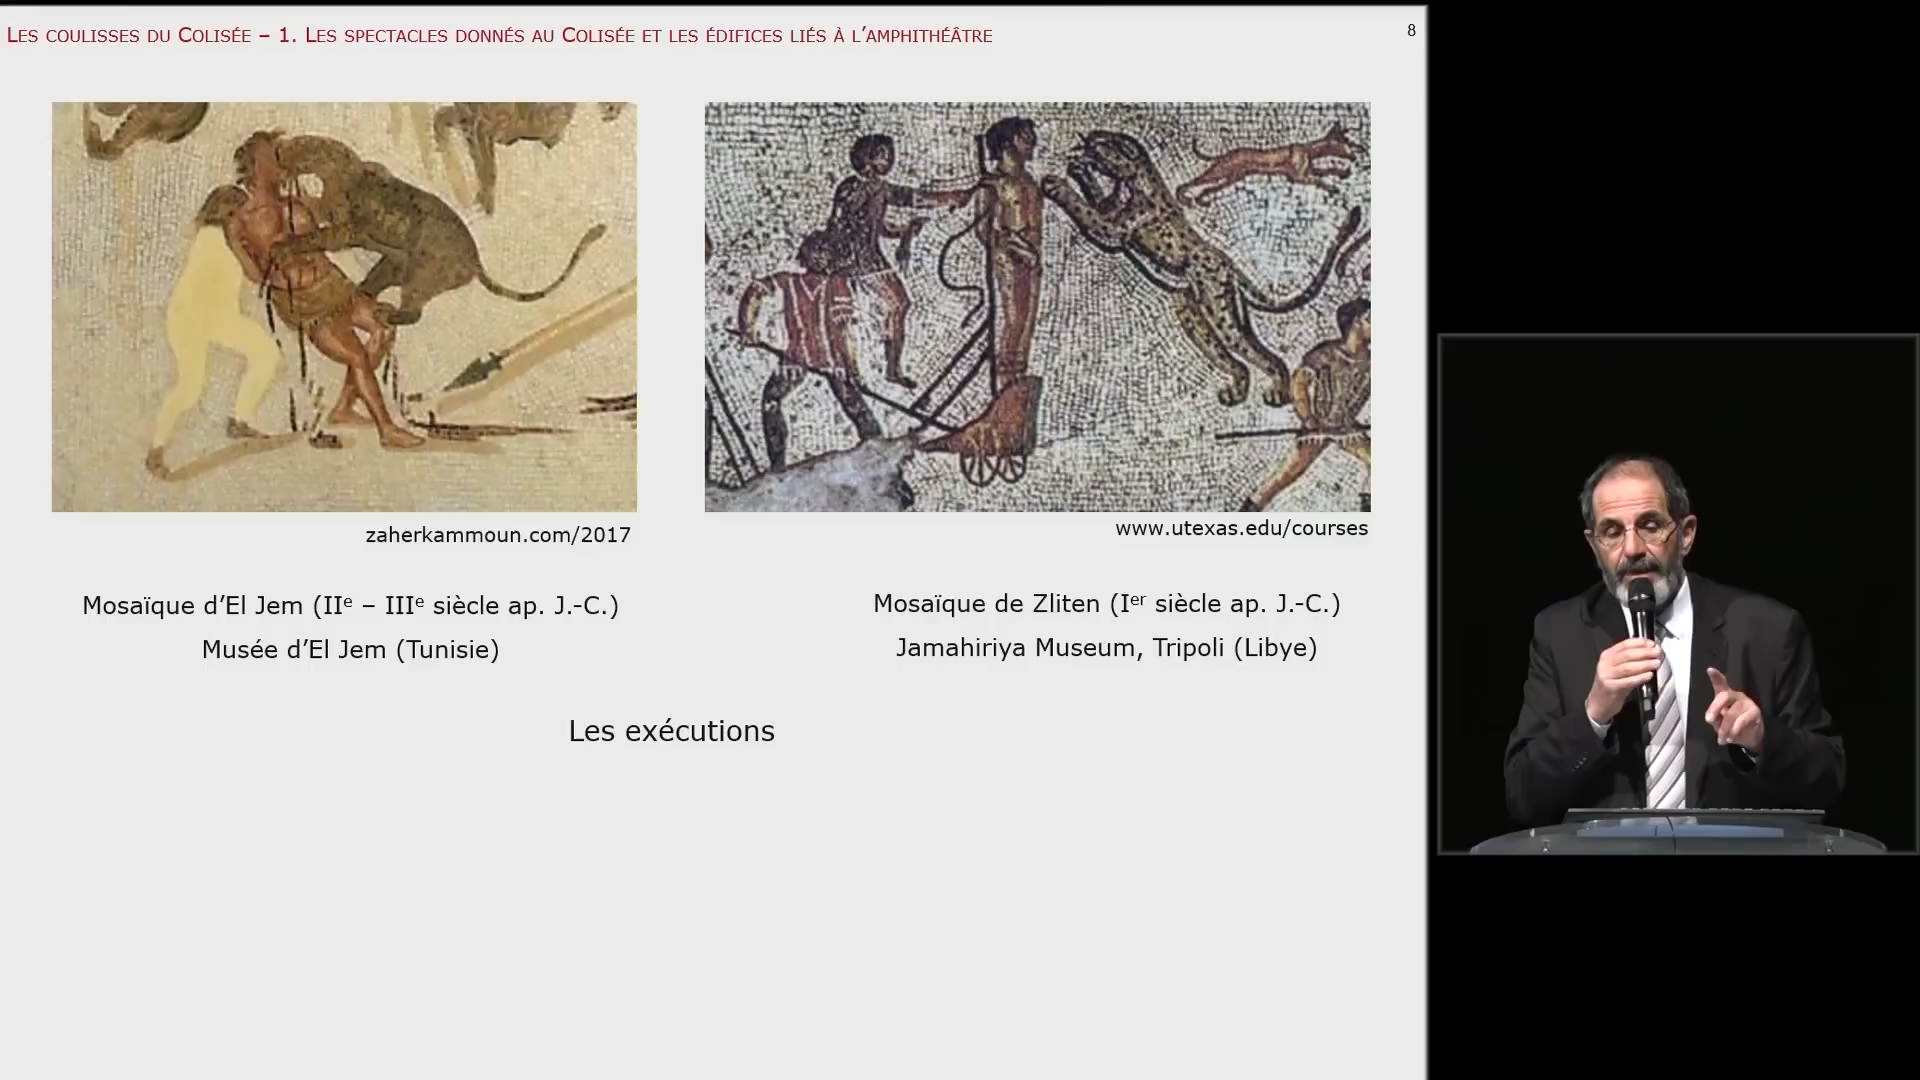 Les coulisses du Colisée – 1. Les spectacles donnés au Colisée et les édifices liés à l’amphithéâtre
8
zaherkammoun.com/2017
www.utexas.edu/courses
Mosaïque d’El Jem (IIe – IIIe siècle ap. J.-C.)
Musée d’El Jem (Tunisie)
Mosaïque de Zliten (Ier siècle ap. J.-C.)
Jamahiriya Museum, Tripoli (Libye)
Les exécutions